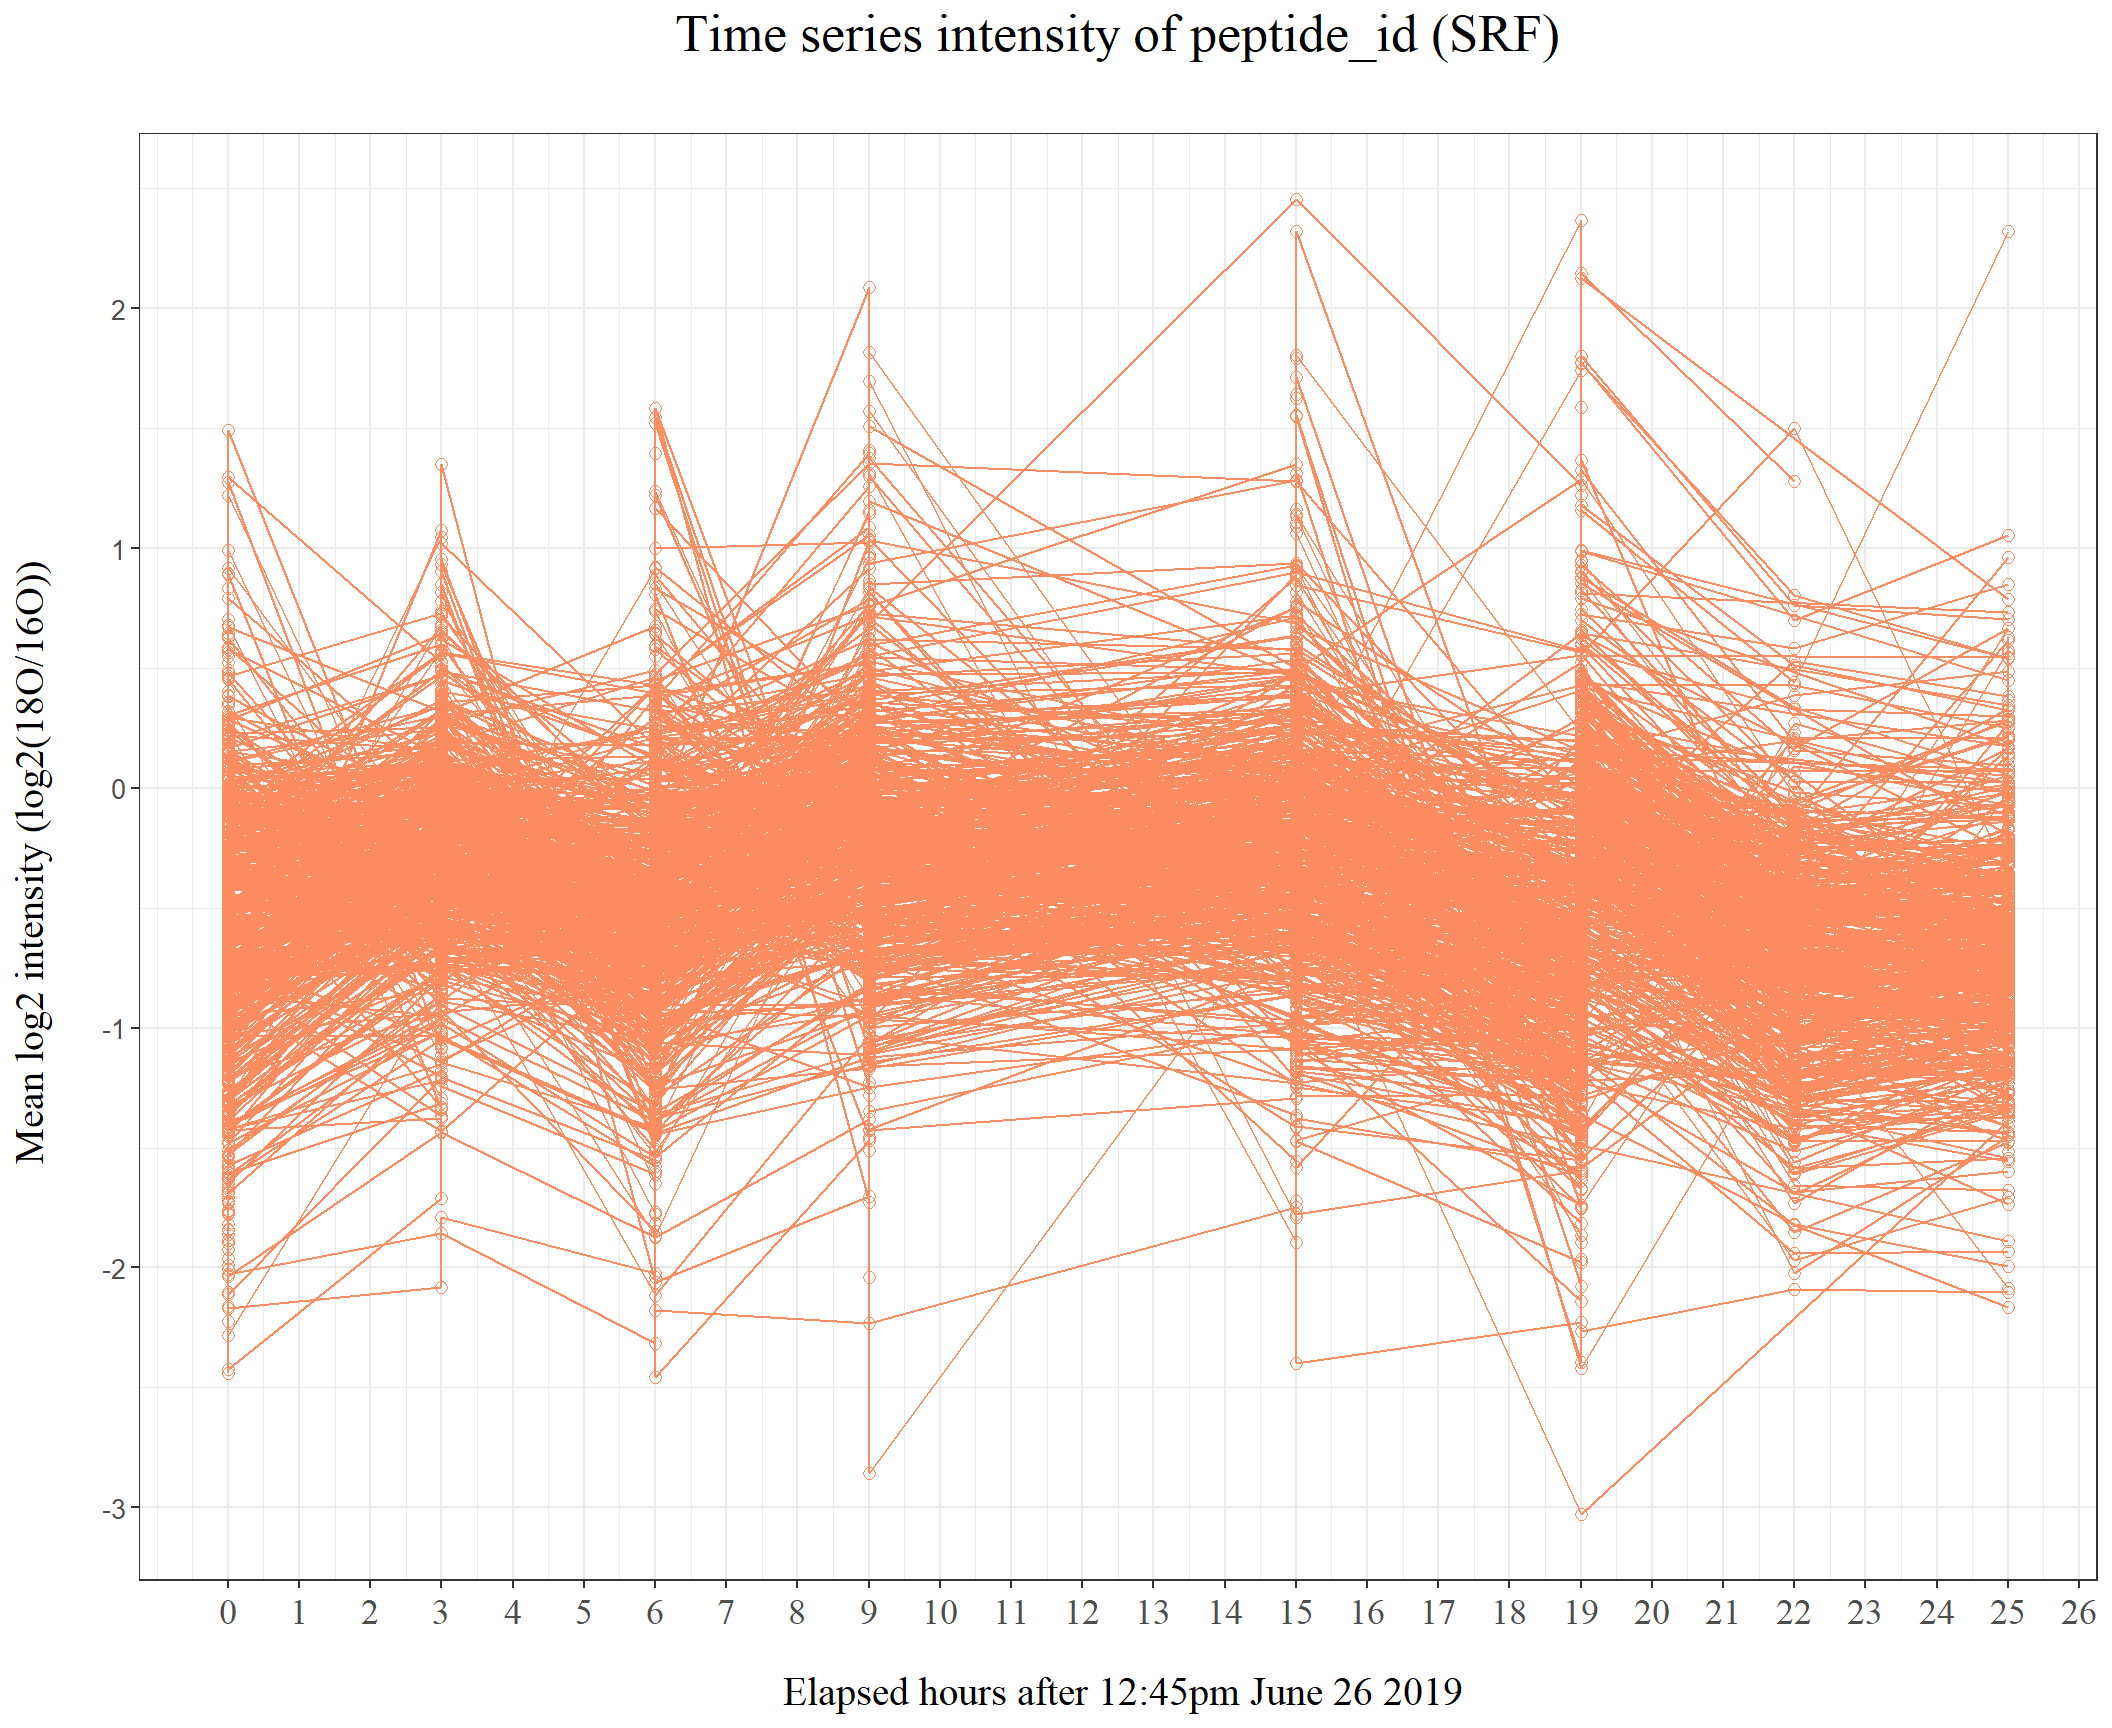 Time series intensity of peptide_id (SRF)
Mean log2 intensity (log2(18O/16O))
2
1
0
-1
-2
-3
0 1 2 3 4 5 6 7 8 9 10 11 12 13 14 15 16 17 18 19 20 21 22 23 24 25 26
Elapsed hours after 12:45pm June 26 2019